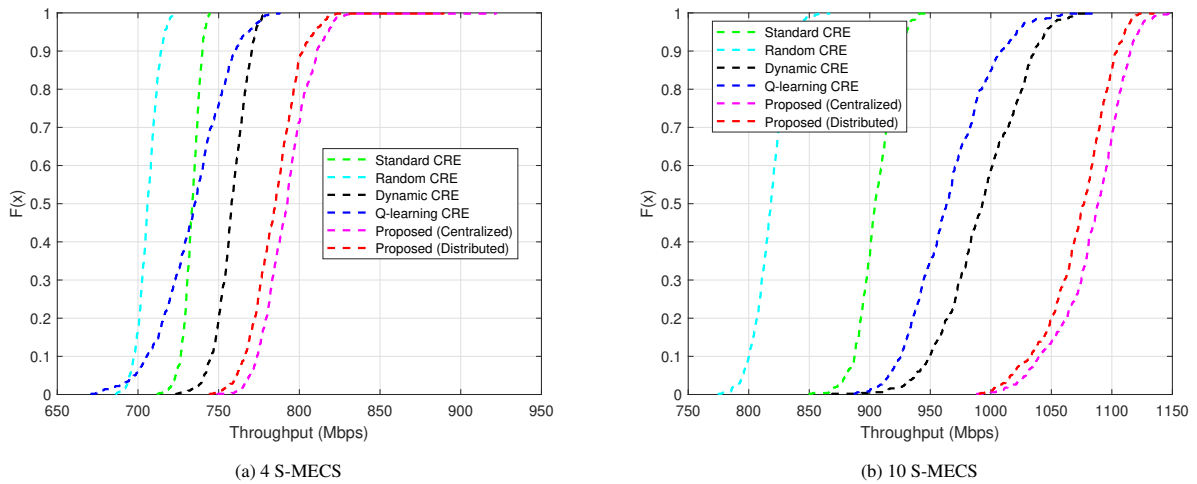 1
0.9
0.8
0.7
0.6
0.5
0.4
0.3
0.2
0.1
0
F(x)
650 700 750 800 850 900 950
Throughput (Mbps)
Standard CRE
Random CRE
Dynamic CRE
Q-learning CRE
Proposed (Centralized)
Proposed (Distributed)
(a) 4 S-MECS
1
0.9
0.8
0.7
0.6
0.5
0.4
0.3
0.2
0.1
0
F(x)
750 800 850 900 950 1000 1050 1100 1150
Throughput (Mbps)
Standard CRE
Random CRE
Dynamic CRE
Q-learning CRE
Proposed (Centralized)
Proposed (Distributed)
(b) 10 S-MECS